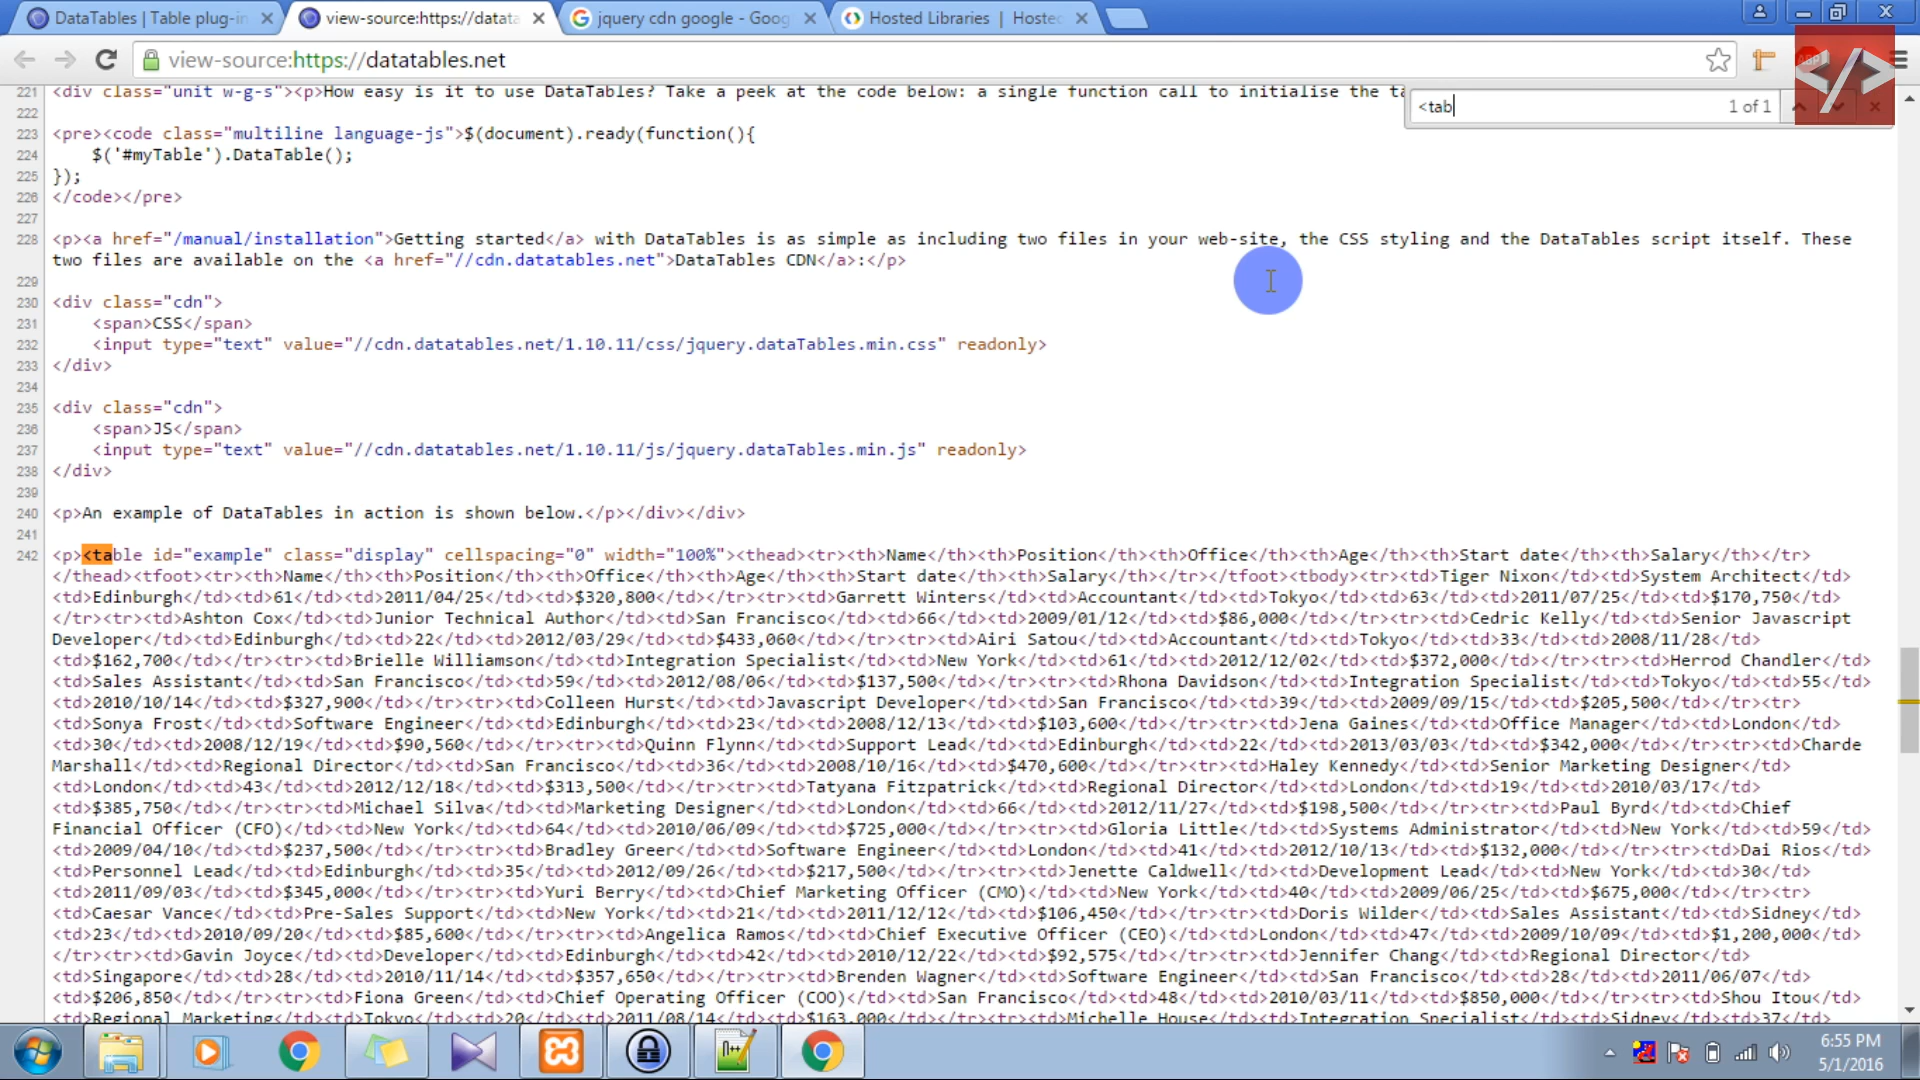 DataTables | Table plug-in
view-source:https://datata
jquery cdn google - Goog
Hosted Libraries | Hosted
view-source:https://datatables.net
<tab
1 of 1
221 <div class="unit w-g-s"><p>How easy is it to use DataTables? Take a peek at the code below: a single function call to initialise the ta
222
223 <pre><code class="multiline language-js">$(document).ready(function(){
224 $('#myTable').DataTable();
225 });
226 </code></pre>
227
228 <p><a href="/manual/installation">Getting started</a> with DataTables is as simple as including two files in your web-site, the CSS styling and the DataTables script itself. These
two files are available on the <a href="//cdn.datatables.net">DataTables CDN</a>:</p>
229
230 <div class="cdn">
231 <span>CSS</span>
232 <input type="text" value="//cdn.datatables.net/1.10.11/css/jquery.dataTables.min.css" readonly>
233 </div>
234
235 <div class="cdn">
236 <span>JS</span>
237 <input type="text" value="//cdn.datatables.net/1.10.11/js/jquery.dataTables.min.js" readonly>
238 </div>
239
240 <p>An example of DataTables in action is shown below.</p></div></div>
241
242 <p><table id="example" class="display" cellspacing="0" width="100%"><thead><tr><th>Name</th><th>Position</th><th>Office</th><th>Age</th><th>Start date</th><th>Salary</th></tr>
</thead><tfoot><tr><th>Name</th><th>Position</th><th>Office</th><th>Age</th><th>Start date</th><th>Salary</th></tr></tfoot><tbody><tr><td>Tiger Nixon</td><td>System Architect</td>
<td>Edinburgh</td><td>61</td><td>2011/04/25</td><td>$320,800</td></tr><tr><td>Garrett Winters</td><td>Accountant</td><td>Tokyo</td><td>63</td><td>2011/07/25</td><td>$170,750</td>
</tr><tr><td>Ashton Cox</td><td>Junior Technical Author</td><td>San Francisco</td><td>66</td><td>2009/01/12</td><td>$86,000</td></tr><tr><td>Cedric Kelly</td><td>Senior Javascript
Developer</td><td>Edinburgh</td><td>22</td><td>2012/03/29</td><td>$433,060</td></tr><tr><td>Airi Satou</td><td>Accountant</td><td>Tokyo</td><td>33</td><td>2008/11/28</td>
<td>$162,700</td></tr><tr><td>Brielle Williamson</td><td>Integration Specialist</td><td>New York</td><td>61</td><td>2012/12/02</td><td>$372,000</td></tr><tr><td>Herrod Chandler</td>
<td>Sales Assistant</td><td>San Francisco</td><td>59</td><td>2012/08/06</td><td>$137,500</td></tr><tr><td>Rhona Davidson</td><td>Integration Specialist</td><td>Tokyo</td><td>55</td>
<td>2010/10/14</td><td>$327,900</td></tr><tr><td>Colleen Hurst</td><td>Javascript Developer</td><td>San Francisco</td><td>39</td><td>2009/09/15</td><td>$205,500</td></tr><tr>
<td>Sonya Frost</td><td>Software Engineer</td><td>Edinburgh</td><td>23</td><td>2008/12/13</td><td>$103,600</td></tr><tr><td>Jena Gaines</td><td>Office Manager</td><td>London</td>
<td>30</td><td>2008/12/19</td><td>$90,560</td></tr><tr><td>Quinn Flynn</td><td>Support Lead</td><td>Edinburgh</td><td>22</td><td>2013/03/03</td><td>$342,000</td></tr><tr><td>Charde
Marshall</td><td>Regional Director</td><td>San Francisco</td><td>36</td><td>2008/10/16</td><td>$470,600</td></tr><tr><td>Haley Kennedy</td><td>Senior Marketing Designer</td>
<td>London</td><td>43</td><td>2012/12/18</td><td>$313,500</td></tr><tr><td>Tatyana Fitzpatrick</td><td>Regional Director</td><td>London</td><td>19</td><td>2010/03/17</td>
<td>$385,750</td></tr><tr><td>Michael Silva</td><td>Marketing Designer</td><td>London</td><td>66</td><td>2012/11/27</td><td>$198,500</td></tr><tr><td>Paul Byrd</td><td>Chief
Financial Officer (CFO)</td><td>New York</td><td>64</td><td>2010/06/09</td><td>$725,000</td></tr><tr><td>Gloria Little</td><td>Systems Administrator</td><td>New York</td><td>59</td>
<td>2009/04/10</td><td>$237,500</td></tr><tr><td>Bradley Greer</td><td>Software Engineer</td><td>London</td><td>41</td><td>2012/10/13</td><td>$132,000</td></tr><tr><td>Dai Rios</td>
<td>Personnel Lead</td><td>Edinburgh</td><td>35</td><td>2012/09/26</td><td>$217,500</td></tr><tr><td>Jenette Caldwell</td><td>Development Lead</td><td>New York</td><td>30</td>
<td>2011/09/03</td><td>$345,000</td></tr><tr><td>Yuri Berry</td><td>Chief Marketing Officer (CMO)</td><td>New York</td><td>40</td><td>2009/06/25</td><td>$675,000</td></tr><tr>
<td>Caesar Vance</td><td>Pre-Sales Support</td><td>New York</td><td>21</td><td>2011/12/12</td><td>$106,450</td></tr><tr><td>Doris Wilder</td><td>Sales Assistant</td><td>Sidney</td>
<td>23</td><td>2010/09/20</td><td>$85,600</td></tr><tr><td>Angelica Ramos</td><td>Chief Executive Officer (CEO)</td><td>London</td><td>47</td><td>2009/10/09</td><td>$1,200,000</td>
</tr><tr><td>Gavin Joyce</td><td>Developer</td><td>Edinburgh</td><td>42</td><td>2010/12/22</td><td>$92,575</td></tr><tr><td>Jennifer Chang</td><td>Regional Director</td>
<td>Singapore</td><td>28</td><td>2010/11/14</td><td>$357,650</td></tr><tr><td>Brenden Wagner</td><td>Software Engineer</td><td>San Francisco</td><td>28</td><td>2011/06/07</td>
<td>$206,850</td></tr><tr><td>Fiona Green</td><td>Chief Operating Officer (COO)</td><td>San Francisco</td><td>48</td><td>2010/03/11</td><td>$850,000</td></tr><tr><td>Shou Itou</td>
<td>Regional Marketing</td><td>Tokyo</td><td>20</td><td>2011/08/14</td><td>$163,000</td></tr><tr><td>Michelle House</td><td>Integration Specialist</td><td>Sidney</td><td>37</td>
6:55 PM
5/1/2016